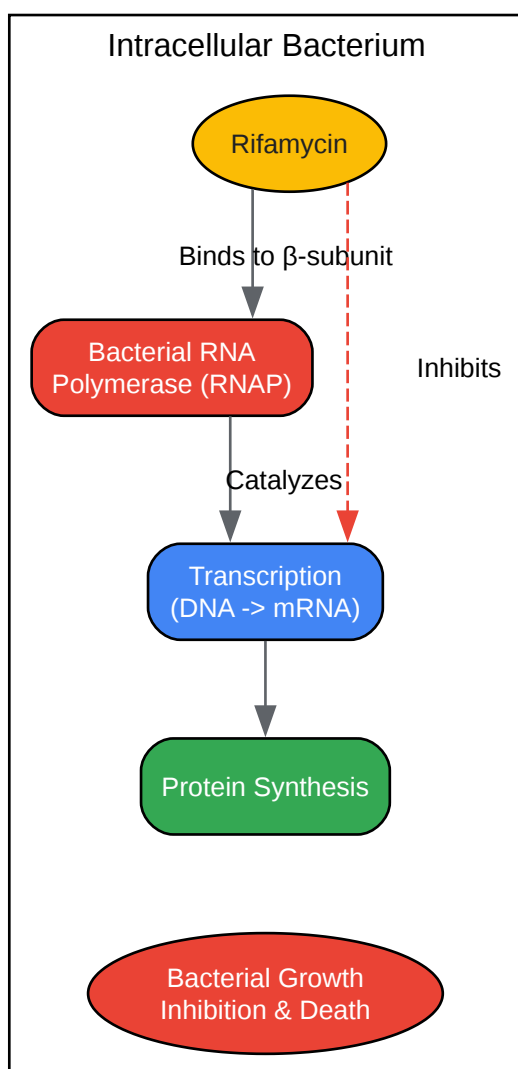 Intracellular Bacterium
Rifamycin
Binds to β-subunit
Bacterial RNA
Polymerase (RNAP)
Inhibits
Catalyzes
Transcription
(DNA -> mRNA)
Protein Synthesis
Bacterial Growth
Inhibition & Death